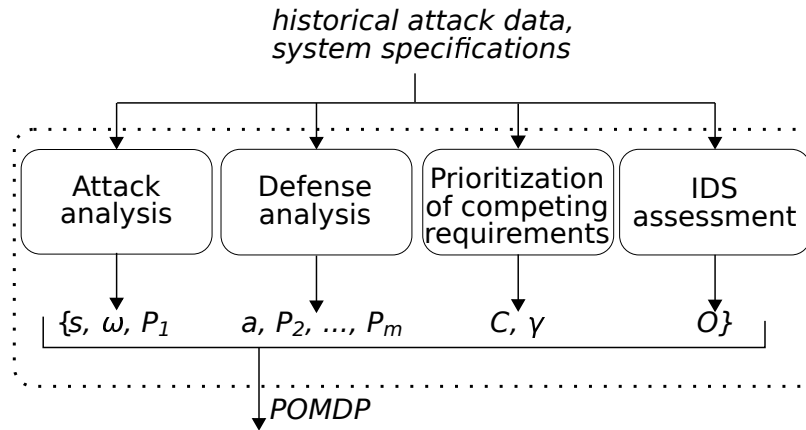 historical attack data,
system specifications
Attack
analysis
Defense
analysis
Prioritization
of competing
requirements
IDS
assessment
{s, ω, P₁
a, P₂, ..., Pₘ
C, γ
O}
POMDP